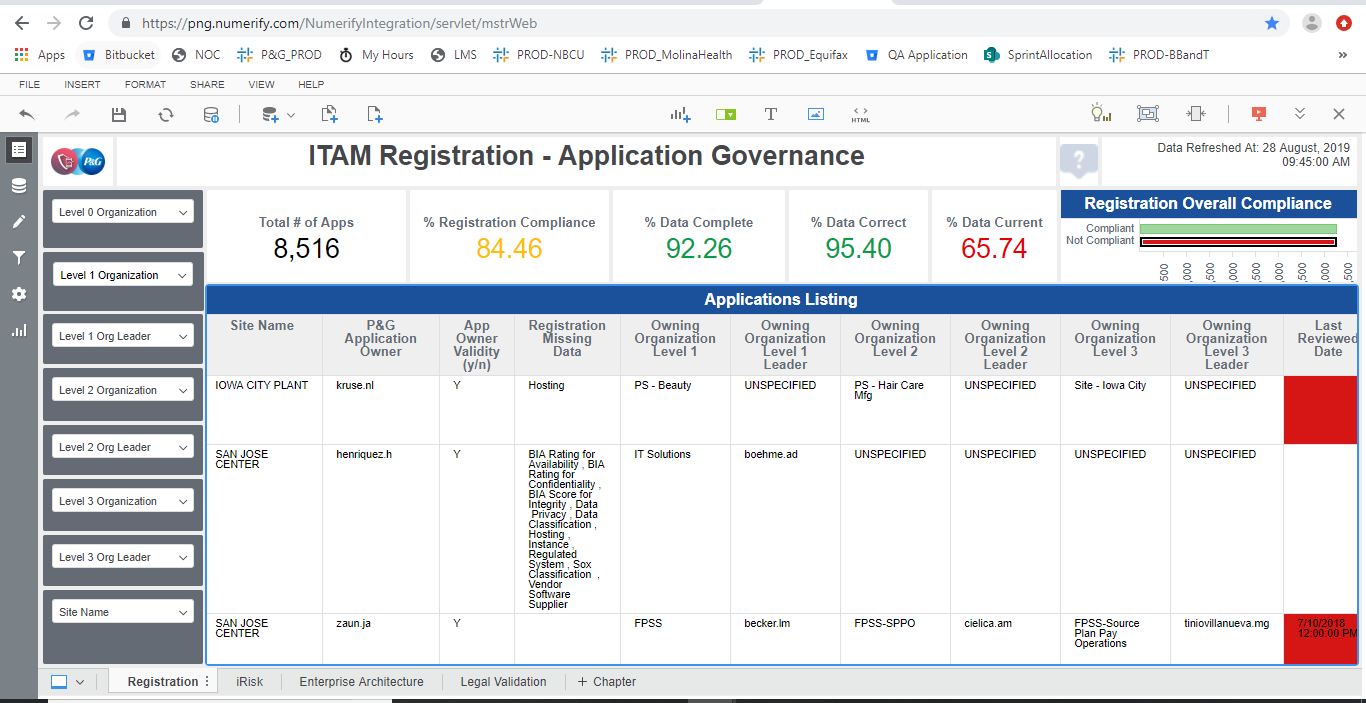 https://png.numerify.com/NumerifyIntegration/servlet/mstrWeb
Apps Bitbucket NOC P&G_PROD My Hours LMS PROD-NBCU PROD_MolinaHealth PROD_Equifax QA Application SprintAllocation PROD-BBandT »
FILE INSERT FORMAT SHARE VIEW HELP
T HTML
P&G
ITAM Registration - Application Governance
?
Data Refreshed At: 28 August, 2019
09:45:00 AM
Level 0 Organization
Level 1 Organization
Level 1 Org Leader
Level 2 Organization
Level 2 Org Leader
Level 3 Organization
Level 3 Org Leader
Site Name
Total # of Apps
8,516
% Registration Compliance
84.46
% Data Complete
92.26
% Data Correct
95.40
% Data Current
65.74
Registration Overall Compliance
Compliant
Not Compliant
500 ,000 ,500 ,000 ,500 ,000 ,500 ,000 ,500
Applications Listing
Site Name
P&G
Application
Owner
App
Owner
Validity
(y/n)
Registration
Missing
Data
Owning
Organization
Level 1
Owning
Organization
Level 1
Leader
Owning
Organization
Level 2
Owning
Organization
Level 2
Leader
Owning
Organization
Level 3
Owning
Organization
Level 3
Leader
Last
Reviewed
Date
IOWA CITY PLANT
kruse.nl
Y
Hosting
PS - Beauty
UNSPECIFIED
PS - Hair Care
Mfg
UNSPECIFIED
Site - Iowa City
UNSPECIFIED
SAN JOSE
CENTER
henriquez.h
Y
BIA Rating for
Availability , BIA
Rating for
Confidentiality ,
BIA Score for
Integrity , Data
Privacy , Data
Classification ,
Hosting ,
Instance ,
Regulated
System , Sox
Classification ,
Vendor
Software
Supplier
IT Solutions
boehme.ad
UNSPECIFIED
UNSPECIFIED
UNSPECIFIED
UNSPECIFIED
SAN JOSE
CENTER
zaun.ja
Y
FPSS
becker.lm
FPSS-SPPO
cielica.am
FPSS-Source
Plan Pay
Operations
tiniovillanueva.mg
7/10/2018
12:00:00 PM
Registration iRisk Enterprise Architecture Legal Validation + Chapter